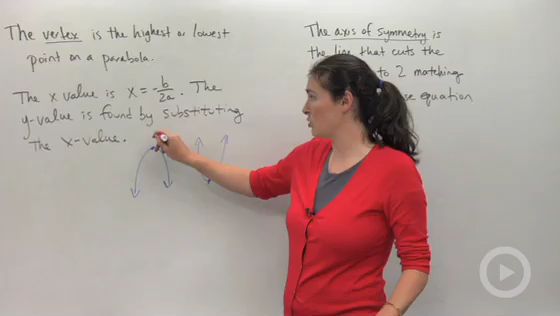 The vertex is the highest or lowest
point on a parabola.
The x value is x = -b/2a. The
y-value is found by substituting
the x-value.
The axis of symmetry is
the line that cuts the
to 2 matching
equation